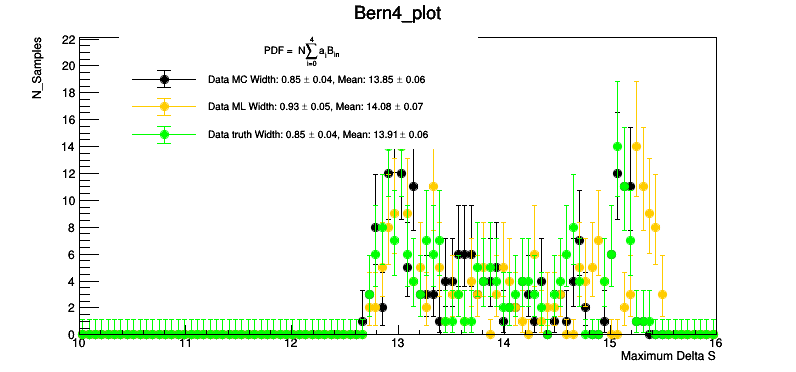 Bern4_plot
N_Samples
PDF = N∑ᵢ₌₀⁴ aᵢBᵢₙ
Data MC Width: 0.85 ± 0.04, Mean: 13.85 ± 0.06
Data ML Width: 0.93 ± 0.05, Mean: 14.08 ± 0.07
Data truth Width: 0.85 ± 0.04, Mean: 13.91 ± 0.06
22
20
18
16
14
12
10
8
6
4
2
0
10 11 12 13 14 15 16
Maximum Delta S